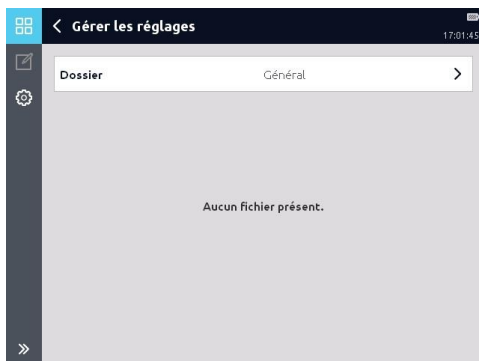 Gérer les réglages
17:01:45
Dossier Général
Aucun fichier présent.